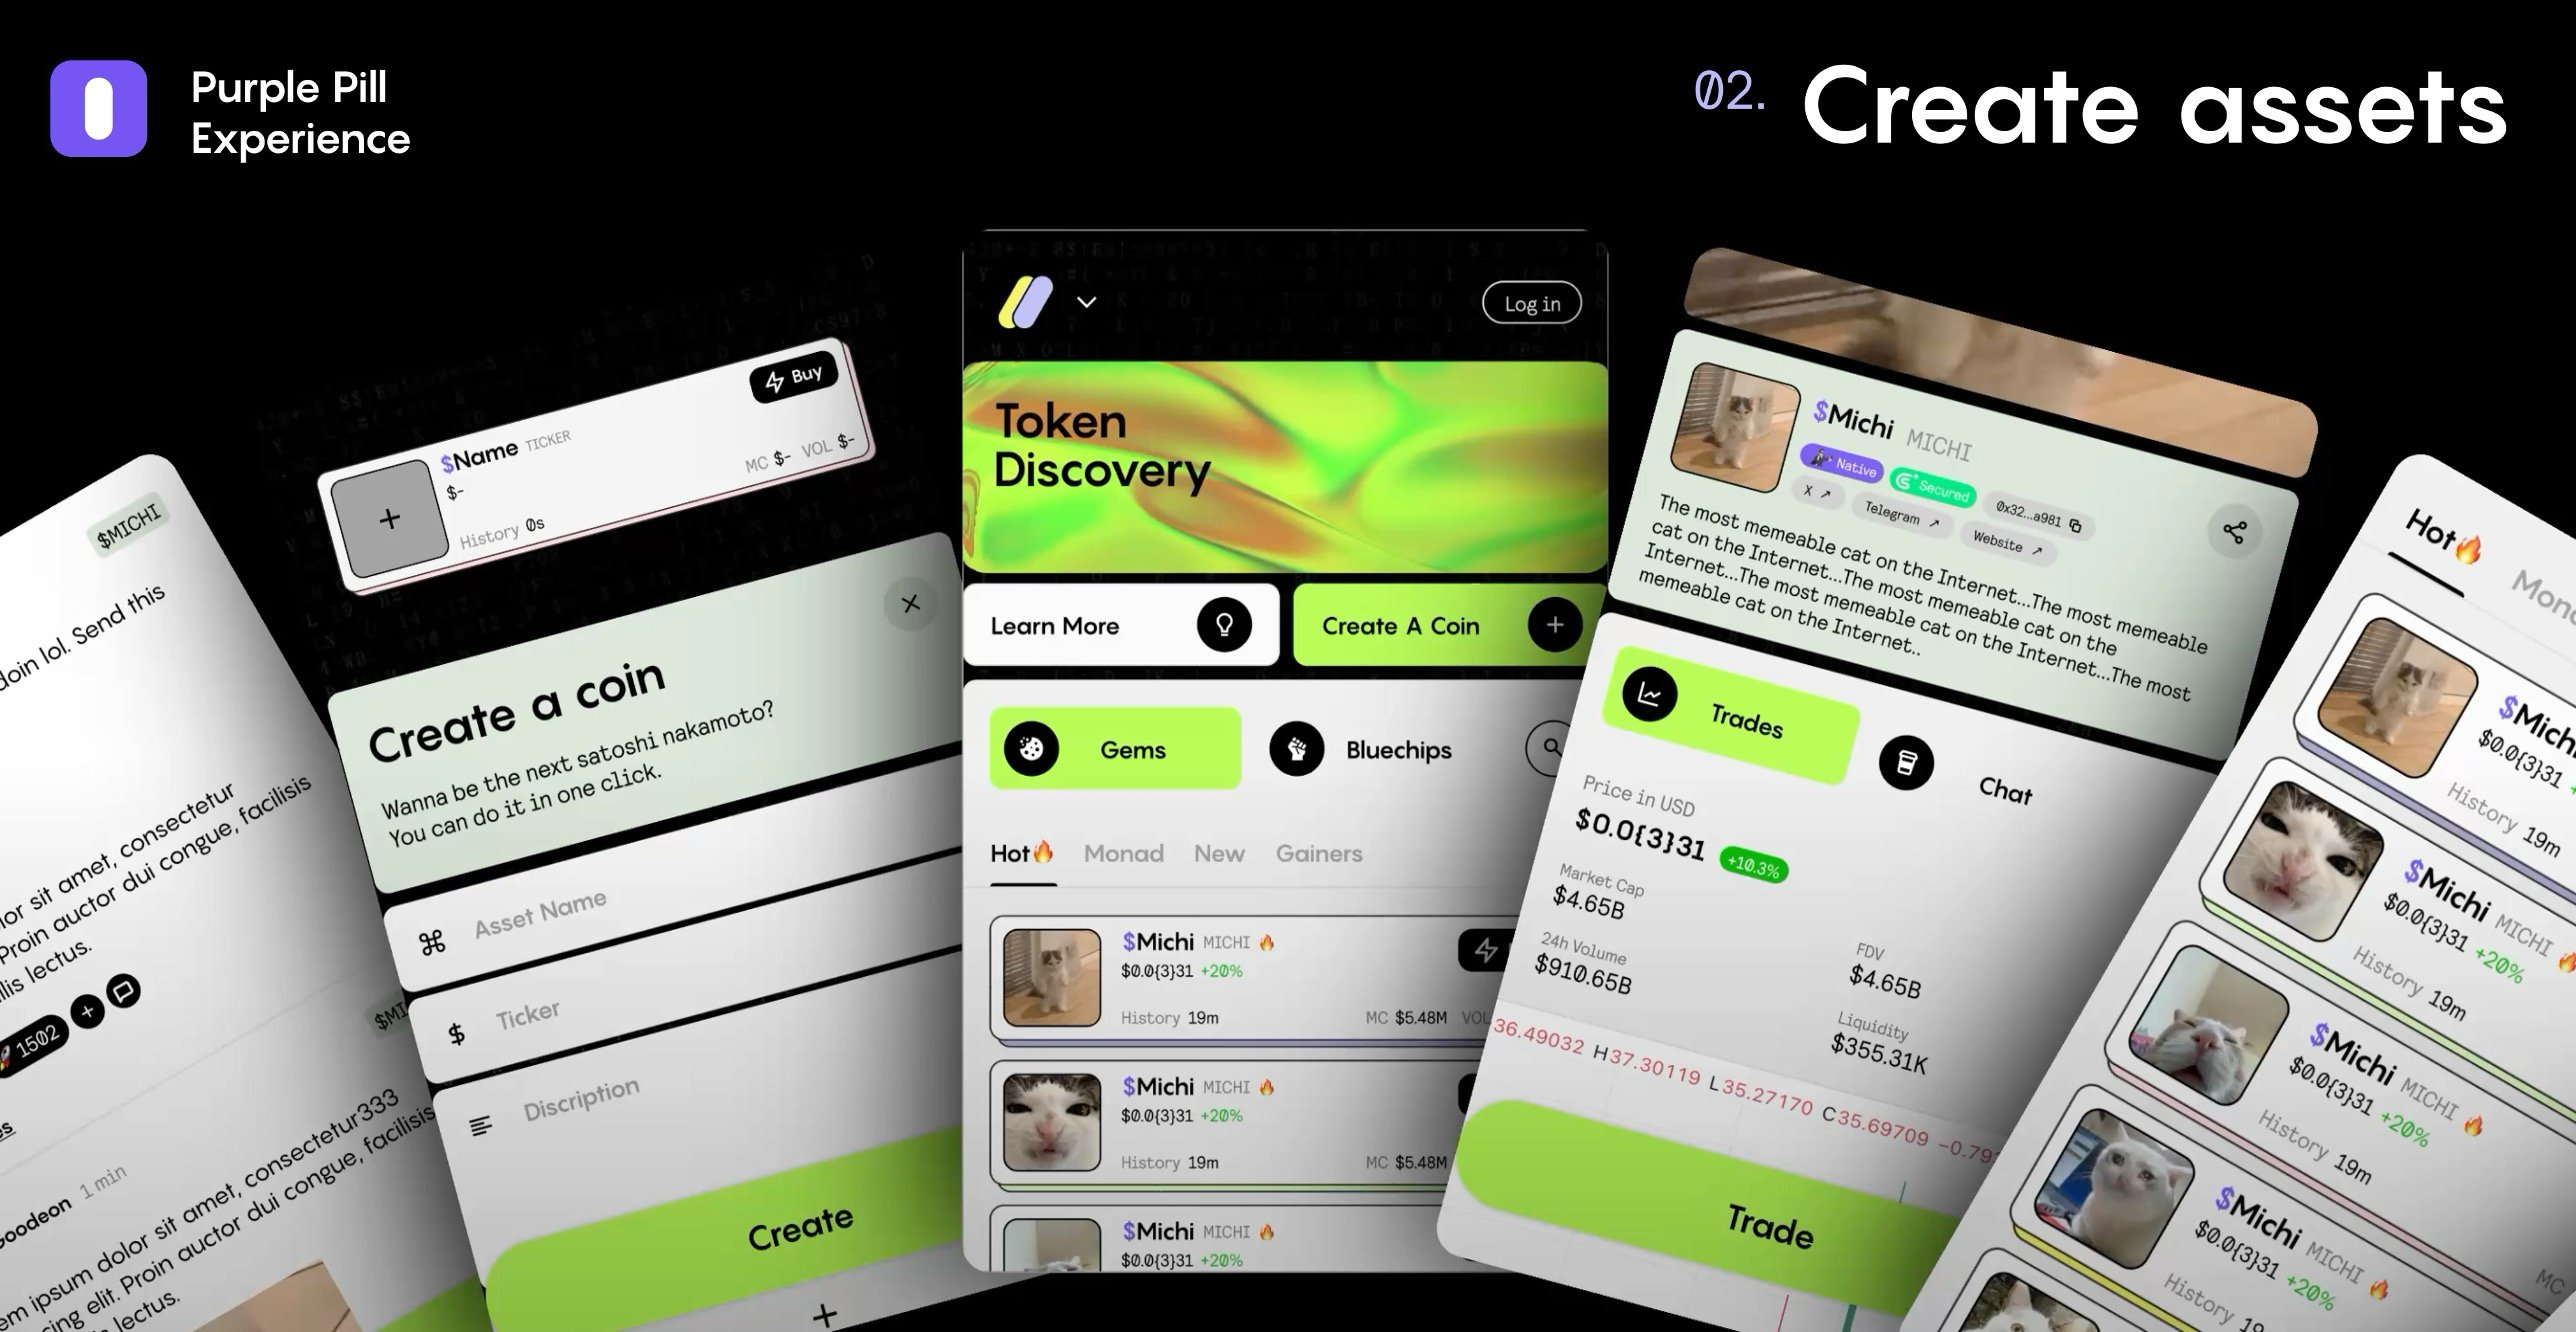 Purple Pill
Experience
02.
Create assets
$MICHI
doin lol. Send this
sit amet, consectetur
Proin auctor dui congue, facilisis
lectus.
1502
1 min
dolor sit amet, consectetur333
elit. Proin auctor dui congue, facilisis
lectus.
Buy
$Name TICKER
$-
MC $- VOL $-
History 0s
Create a coin
Wanna be the next satoshi nakamoto?
You can do it in one click.
Asset Name
$
Ticker
Discription
Create
+
Log in
Token
Discovery
Learn More
Create A Coin
Gems
Bluechips
Hot🔥 Monad New Gainers
$Michi MICHI 🔥
$0.0{3}31 +20%
History 19m
MC $5.48M VOL
$Michi MICHI 🔥
$0.0{3}31 +20%
History 19m
MC $5.48M
$Michi MICHI 🔥
$0.0{3}31 +20%
$Michi MICHI
Native
Secured
0x32...a981
X ↗
Telegram ↗
Website ↗
The most memeable cat on the Internet...The most memeable
cat on the Internet...The most memeable cat on the
Internet...The most memeable cat on the Internet...The most
memeable cat on the Internet..
Trades
Chat
Price in USD
$0.0{3}31 +10.3%
Market Cap
$4.65B
24h Volume
$910.65B
FDV
$4.65B
Liquidity
$355.31K
36.49032 H37.30119 L35.27170 C35.69709
Trade
Hot🔥
$0.0{3}31
History 19m
$Michi MICHI 🔥
$0.0{3}31 +20%
History 19m
$Michi MICHI 🔥
$0.0{3}31 +20%
History 19m
$Michi MICHI 🔥
$0.0{3}31 +20%
History
MC